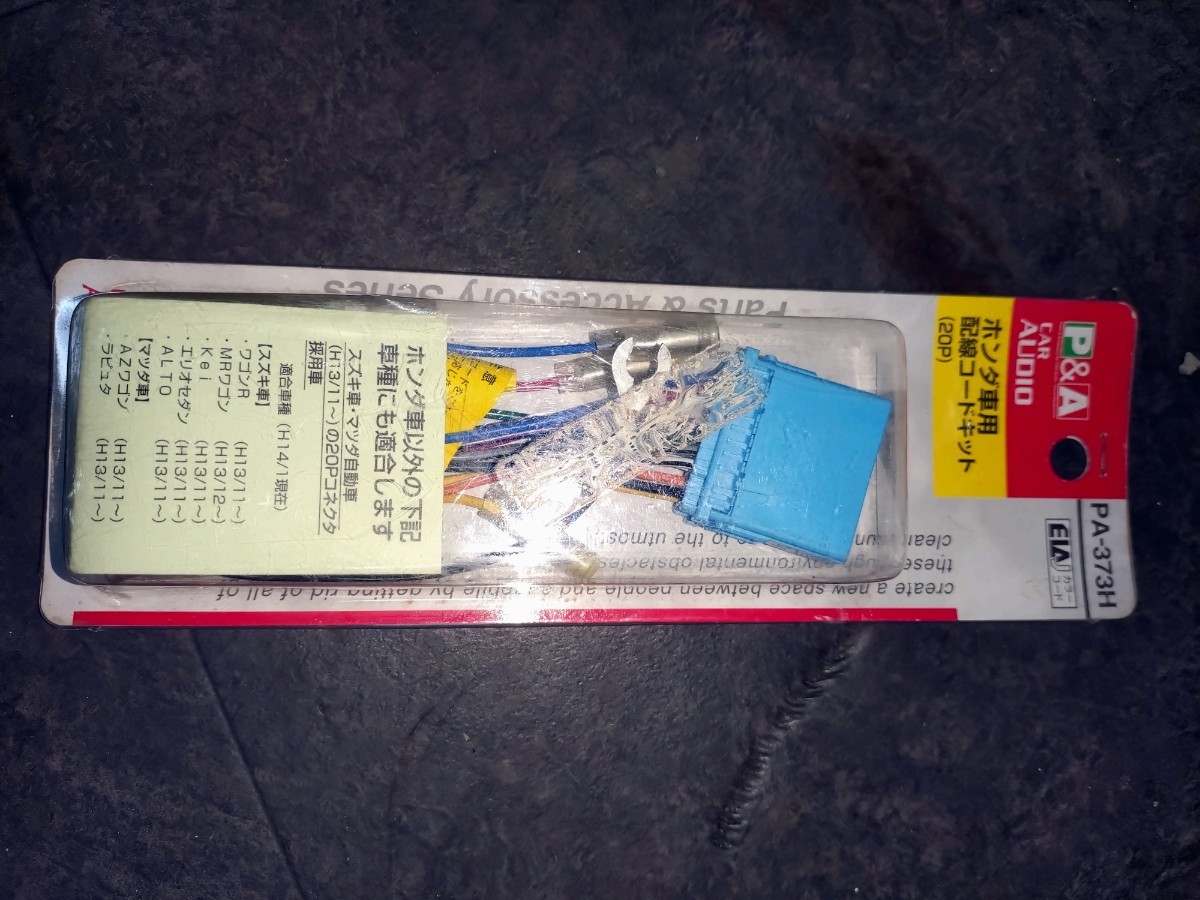 P&A
CAR
AUDIO
PA-373H
EIA カラーコード
ホンダ車用
配線コードキット
(20P)
ホンダ車以外の下記
車種にも適合します
スズキ車・マツダ自動車
(H13/11~)の20Pコネクタ
採用車
適合車種 (H14/1現在)
【スズキ車】
・ワゴンR (H13/11~)
・MRワゴン (H13/12~)
・Kei (H13/11~)
・エリオセダン (H13/11~)
・ALTO (H13/11~)
【マツダ車】
・AZワゴン (H13/11~)
・ラピュタ (H13/11~)
Parts & Accessory Series
create a new space between people and a mobile by getting rid of all of
these environmental obstacles
clean to the utmost